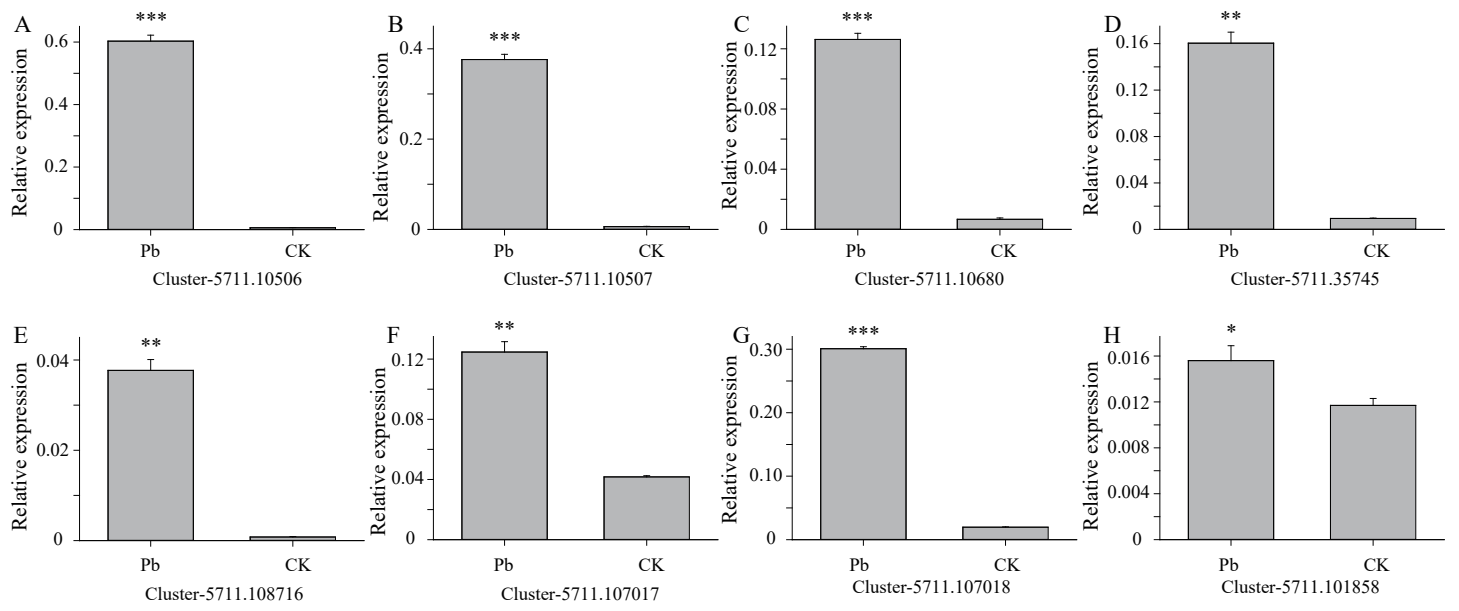 A
***
Relative expression
0.6
0.4
0.2
0
Pb CK
Cluster-5711.10506
B
***
Relative expression
0.4
0.2
0
Pb CK
Cluster-5711.10507
C
***
Relative expression
0.12
0.08
0.04
0
Pb CK
Cluster-5711.10680
D
**
Relative expression
0.16
0.12
0.08
0.04
0
Pb CK
Cluster-5711.35745
E
**
Relative expression
0.04
0.02
0
Pb CK
Cluster-5711.108716
F
**
Relative expression
0.12
0.08
0.04
0
Pb CK
Cluster-5711.107017
G
***
Relative expression
0.30
0.20
0.10
0
Pb CK
Cluster-5711.107018
H
*
Relative expression
0.016
0.012
0.008
0.004
0
Pb CK
Cluster-5711.101858